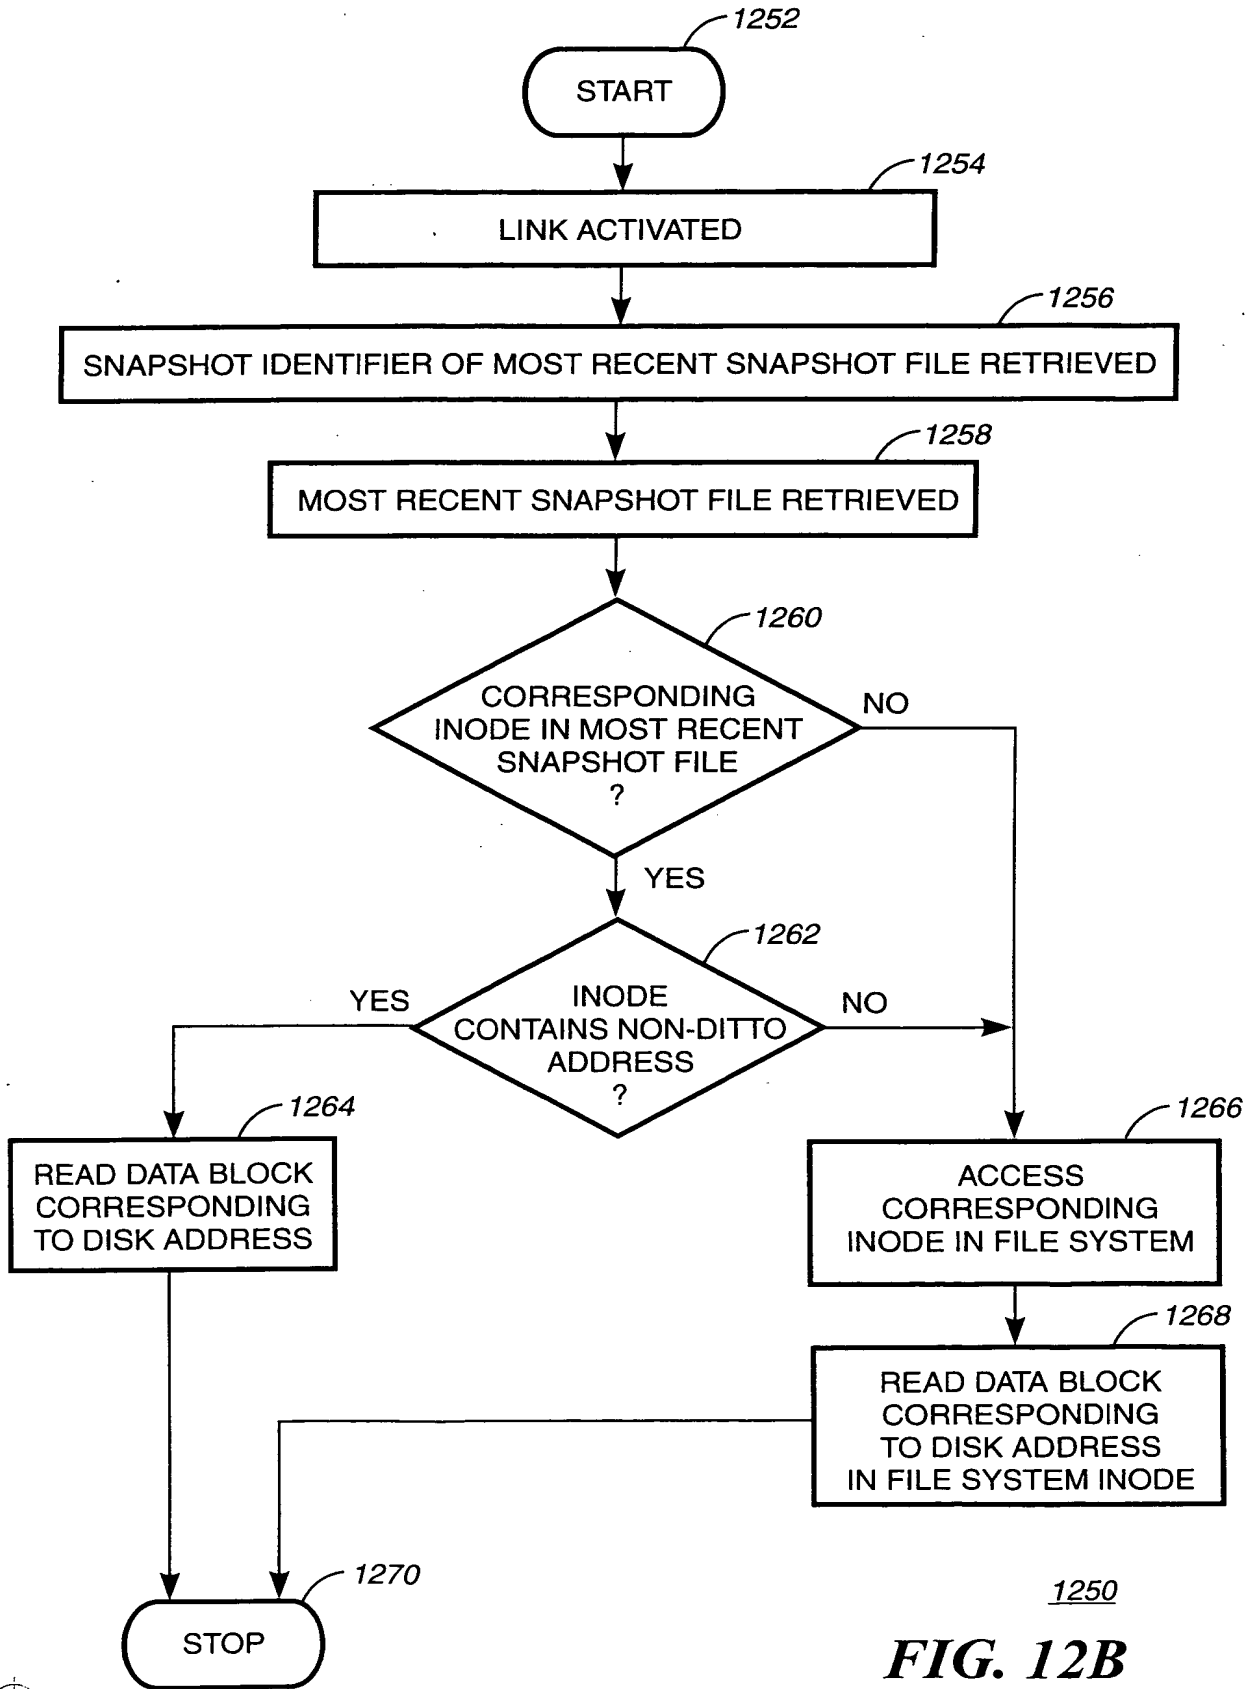 1252
START
1254
LINK ACTIVATED
1256
SNAPSHOT IDENTIFIER OF MOST RECENT SNAPSHOT FILE RETRIEVED
1258
MOST RECENT SNAPSHOT FILE RETRIEVED
1260
CORRESPONDING
INODE IN MOST RECENT
SNAPSHOT FILE
?
NO
YES
1262
INODE
CONTAINS NON-DITTO
ADDRESS
?
YES
NO
1264
READ DATA BLOCK
CORRESPONDING
TO DISK ADDRESS
1266
ACCESS
CORRESPONDING
INODE IN FILE SYSTEM
1268
READ DATA BLOCK
CORRESPONDING
TO DISK ADDRESS
IN FILE SYSTEM INODE
1270
STOP
1250
FIG. 12B